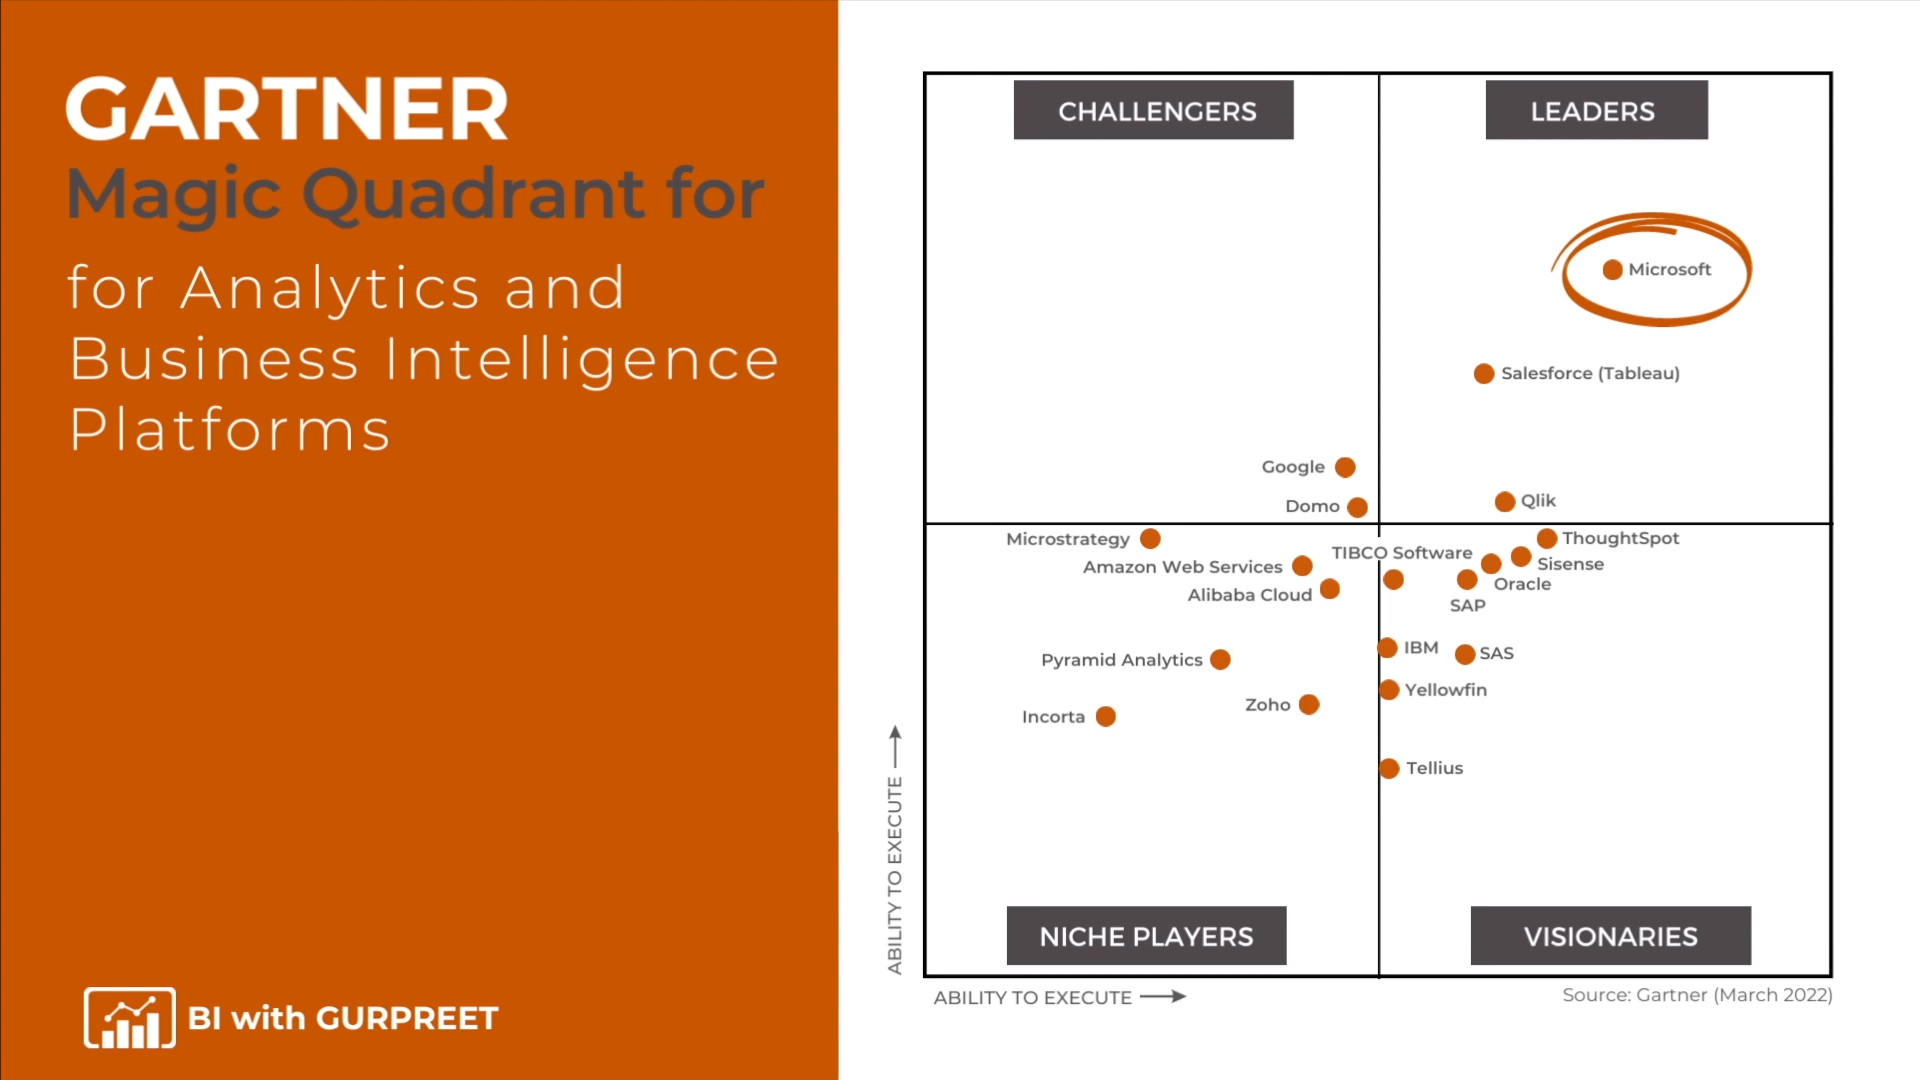 GARTNER
Magic Quadrant for
for Analytics and
Business Intelligence
Platforms
BI with GURPREET
CHALLENGERS
LEADERS
Microsoft
Salesforce (Tableau)
Google
Domo
Qlik
Microstrategy
Amazon Web Services
Alibaba Cloud
TIBCO Software
ThoughtSpot
Sisense
Oracle
SAP
Pyramid Analytics
IBM
SAS
Yellowfin
Zoho
Incorta
Tellius
NICHE PLAYERS
VISIONARIES
ABILITY TO EXECUTE
ABILITY TO EXECUTE
Source: Gartner (March 2022)